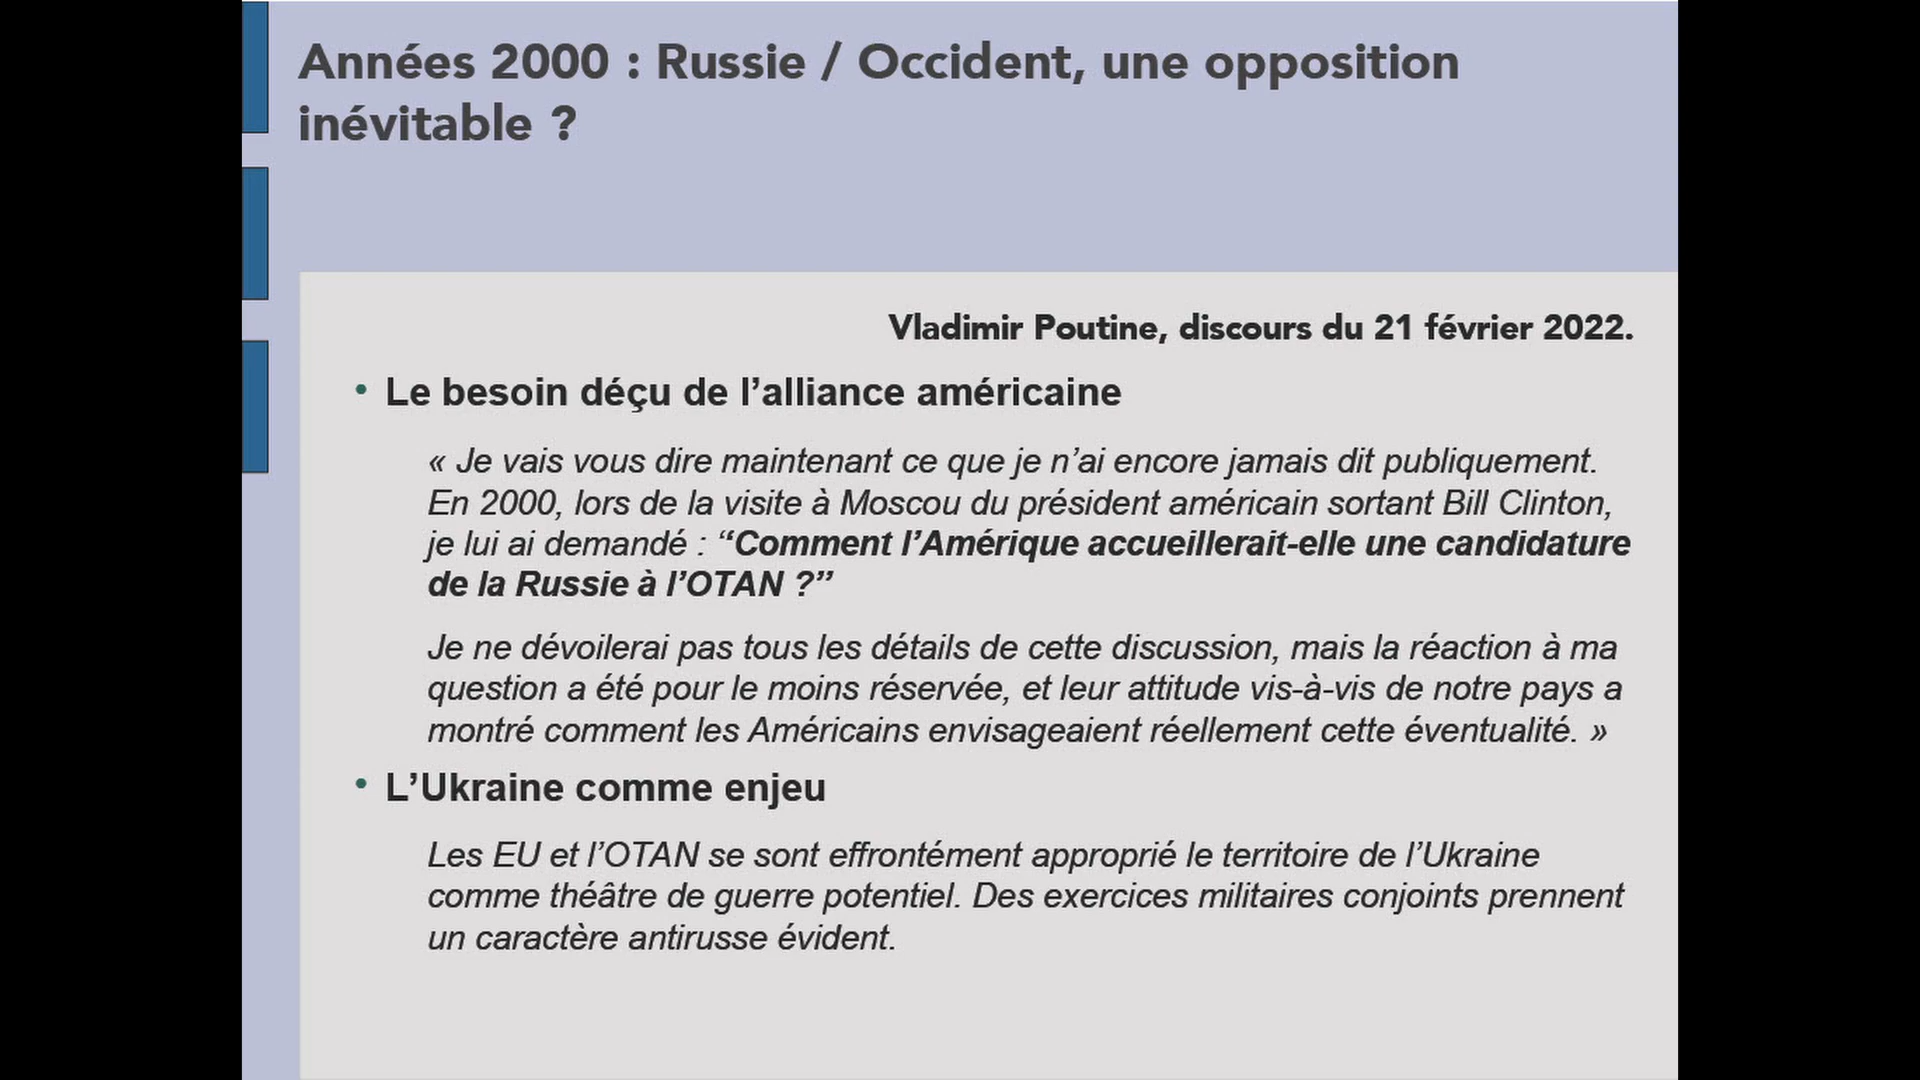 Années 2000 : Russie / Occident, une opposition
inévitable ?
Vladimir Poutine, discours du 21 février 2022.
• Le besoin déçu de l’alliance américaine
« Je vais vous dire maintenant ce que je n’ai encore jamais dit publiquement.
En 2000, lors de la visite à Moscou du président américain sortant Bill Clinton,
je lui ai demandé : “Comment l’Amérique accueillerait-elle une candidature
de la Russie à l’OTAN ?”
Je ne dévoilerai pas tous les détails de cette discussion, mais la réaction à ma
question a été pour le moins réservée, et leur attitude vis-à-vis de notre pays a
montré comment les Américains envisageaient réellement cette éventualité. »
• L’Ukraine comme enjeu
Les EU et l’OTAN se sont effrontément approprié le territoire de l’Ukraine
comme théâtre de guerre potentiel. Des exercices militaires conjoints prennent
un caractère antirusse évident.